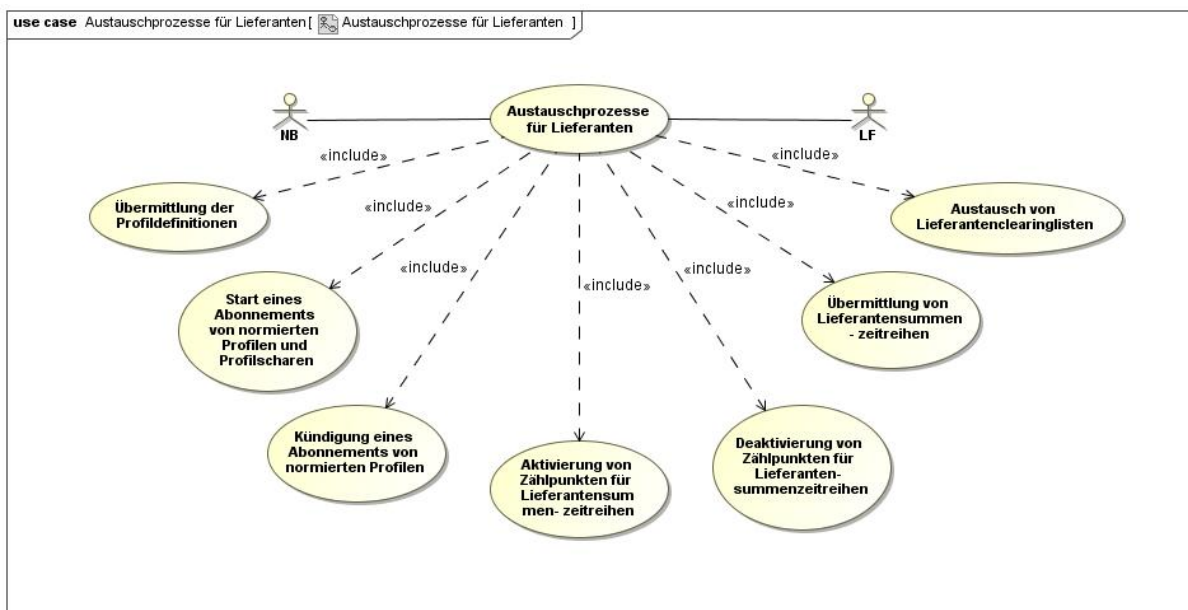 use case Austauschprozesse für Lieferanten [ Austauschprozesse für Lieferanten ]
NB
Austauschprozesse
für Lieferanten
LF
«include»
«include»
«include»
«include»
«include»
«include»
«include»
Übermittlung der
Profildefinitionen
Start eines
Abonnements
von normierten
Profilen und
Profilscharen
Kündigung eines
Abonnements von
normierten Profilen
Aktivierung von
Zählpunkten für
Lieferantensum
men- zeitreihen
Deaktivierung von
Zählpunkten für
Lieferanten-
summenzeitreihen
Übermittlung von
Lieferantensummen
- zeitreihen
Austausch von
Lieferantenclearinglisten